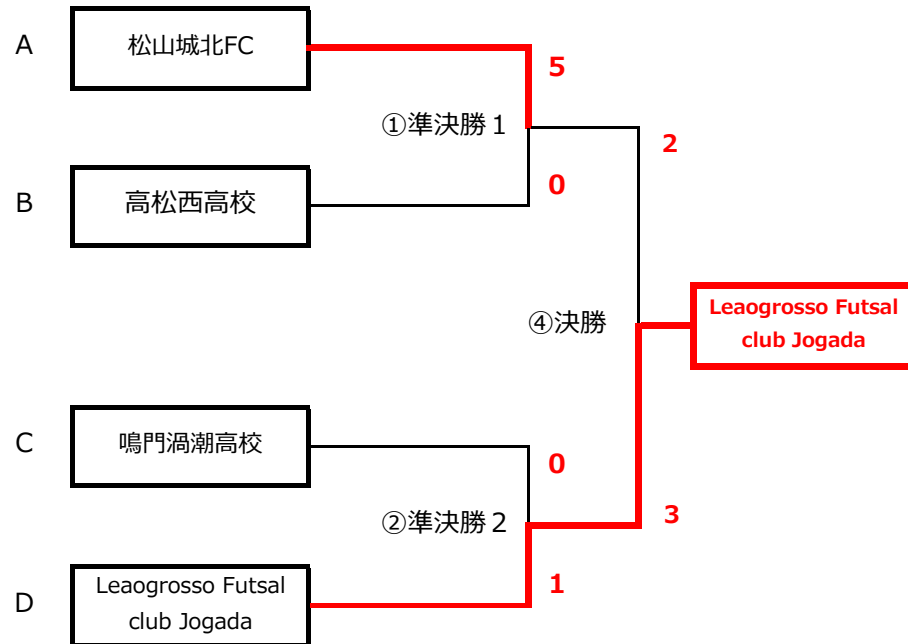 A
松山城北FC
5
①準決勝１
2
B
高松西高校
0
④決勝
Leaogrosso Futsal
club Jogada
C
鳴門渦潮高校
0
②準決勝２
3
D
Leaogrosso Futsal
club Jogada
1